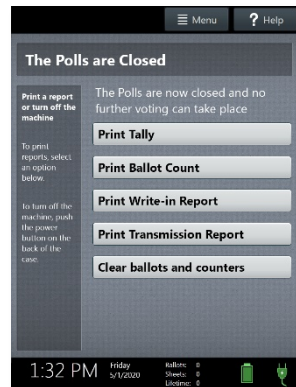 Menu
? Help
The Polls are Closed
Print a report
or turn off the
machine
To print
reports, select
an option
below.
To turn off the
machine, push
the power
button on the
back of the
case.
The Polls are now closed and no
further voting can take place
Print Tally
Print Ballot Count
Print Write-in Report
Print Transmission Report
Clear ballots and counters
1:32 PM
Friday
5/1/2020
Ballots: 0
Sheets: 0
Lifetime: 0